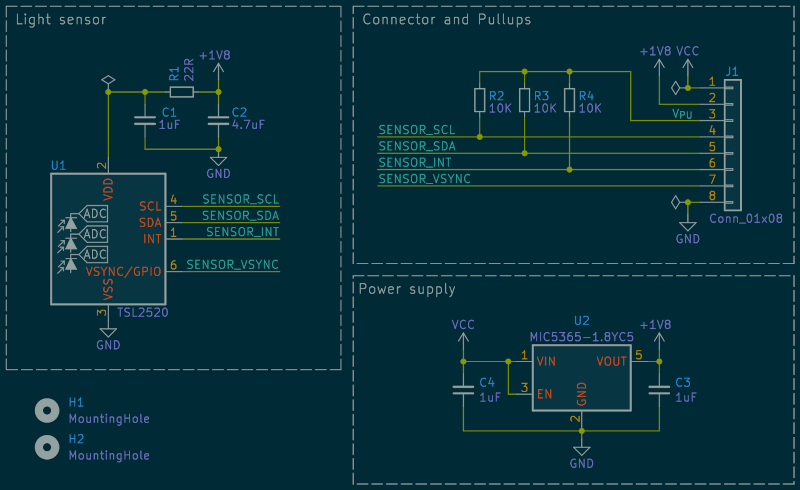 Light sensor
+1V8
R1
22R
C1
1uF
C2
4.7uF
GND
U1
2
VDD
SCL
4
SENSOR_SCL
SDA
5
SENSOR_SDA
INT
1
SENSOR_INT
VSYNC/GPIO
6
SENSOR_VSYNC
ADC
ADC
ADC
VSS
3
TSL2520
GND
H1
MountingHole
H2
MountingHole
Connector and Pullups
+1V8
VCC
J1
R2
10K
R3
10K
R4
10K
VPU
1
2
3
4
5
6
7
8
SENSOR_SCL
SENSOR_SDA
SENSOR_INT
SENSOR_VSYNC
Conn_01x08
GND
Power supply
VCC
U2
MIC5365-1.8YC5
+1V8
1
VIN
VOUT
5
3
EN
GND
2
C4
1uF
C3
1uF
GND